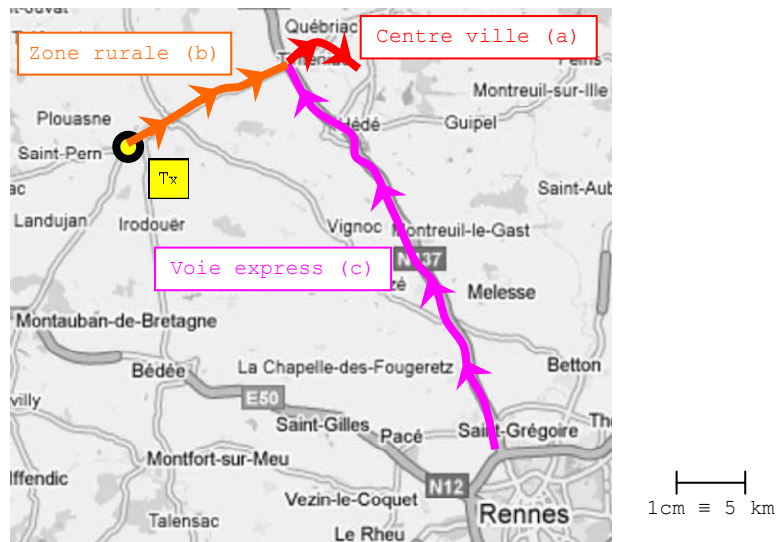 Québriac
Centre ville (a)
Zone rurale (b)
Montreuil-sur-Ille
Plouasne
Hédé
Guipel
Saint-Pern
Tx
Saint-Aub
Landujan
Irodouër
Vignoc
Montreuil-le-Gast
Voie express (c)
N137
Melesse
Montauban-de-Bretagne
Bédée
La Chapelle-des-Fougeretz
Betton
E50
Saint-Gilles
Pacé
Saint-Grégoire
Montfort-sur-Meu
N12
Vezin-le-Coquet
Rennes
Talensac
Le Rheu
1cm ≡ 5 km